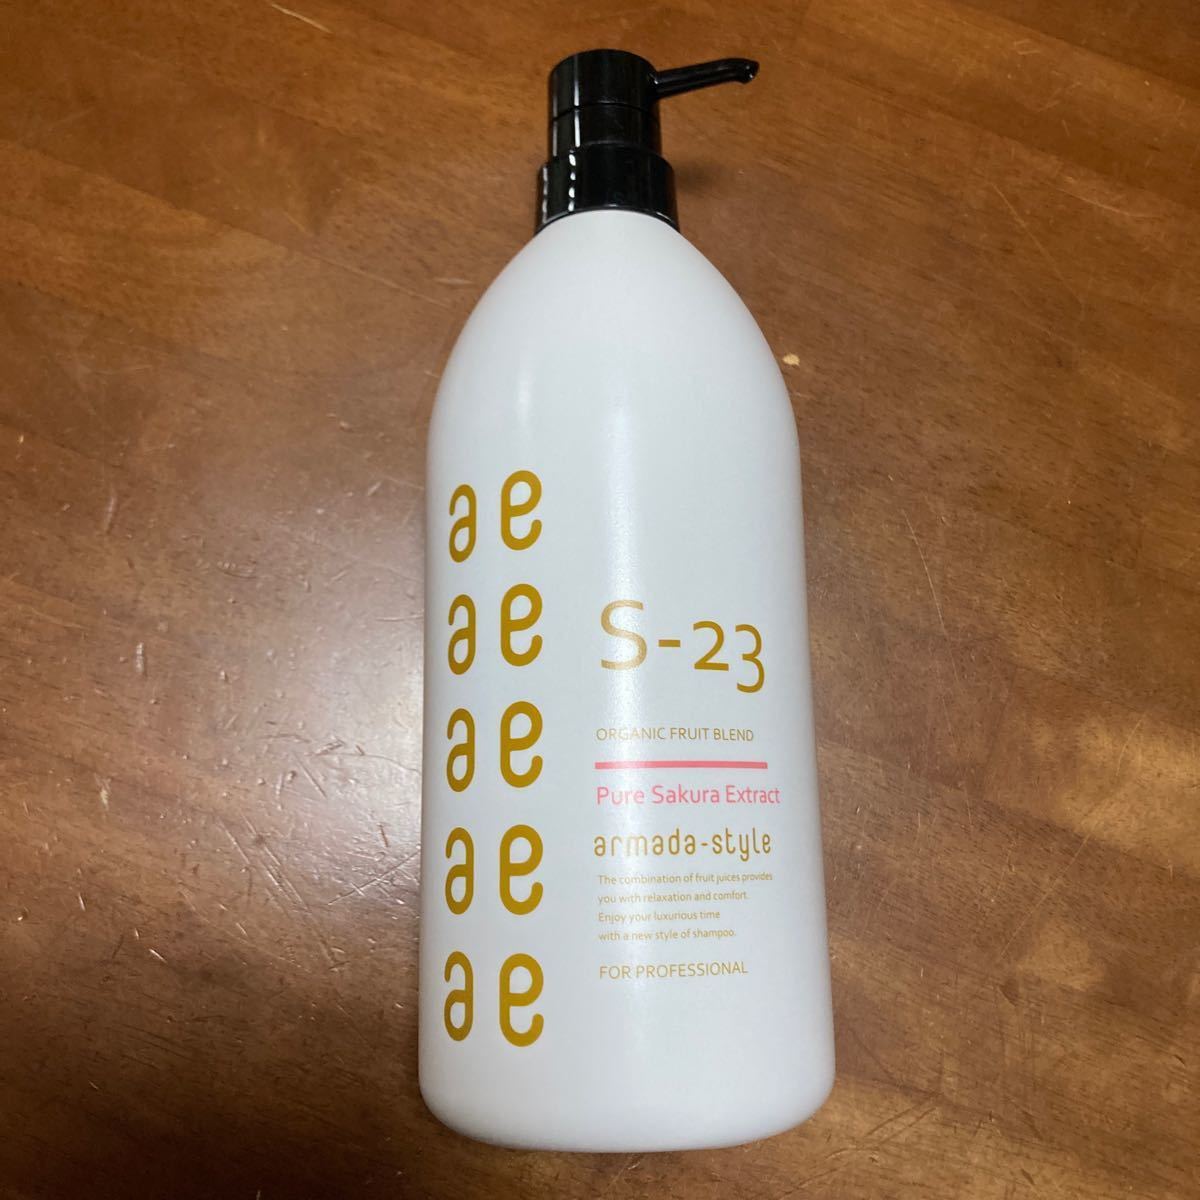 ae
ae
ae
ae
ae
S-23
ORGANIC FRUIT BLEND
Pure Sakura Extract
armada-style
The combination of fruit juices provides
you with relaxation and comfort.
Enjoy your luxurious time
with a new style of shampoo.
FOR PROFESSIONAL